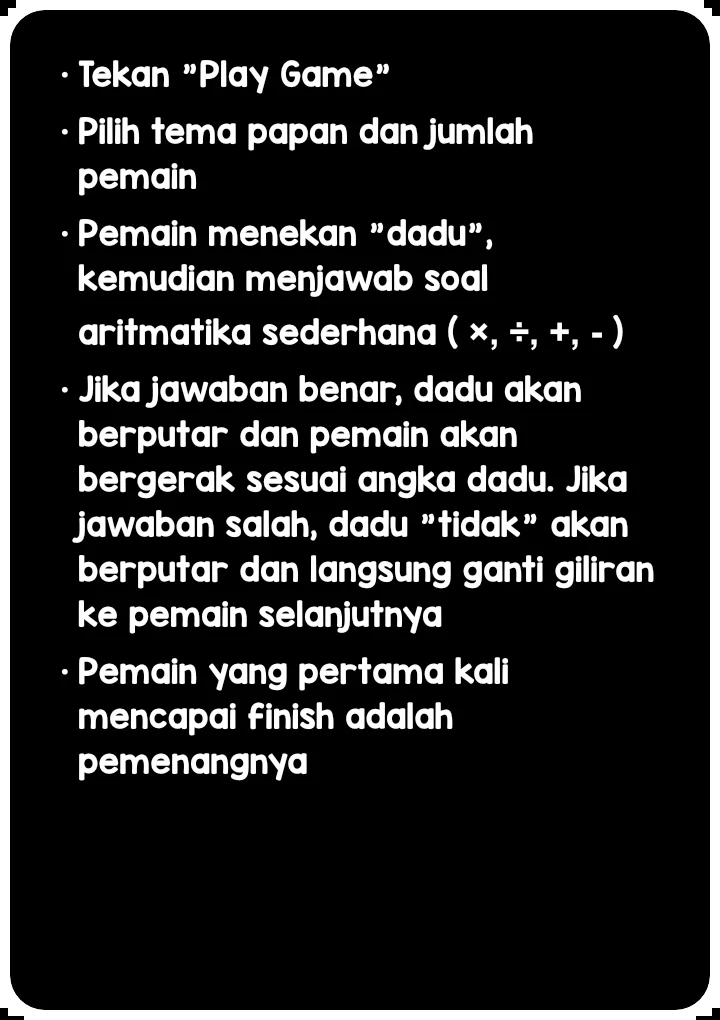 · Tekan ”Play Game”
· Pilih tema papan dan jumlah
pemain
· Pemain menekan ”dadu”,
kemudian menjawab soal
aritmatika sederhana ( ×, ÷, +, - )
· Jika jawaban benar, dadu akan
berputar dan pemain akan
bergerak sesuai angka dadu. Jika
jawaban salah, dadu ”tidak” akan
berputar dan langsung ganti giliran
ke pemain selanjutnya
· Pemain yang pertama kali
mencapai finish adalah
pemenangnya